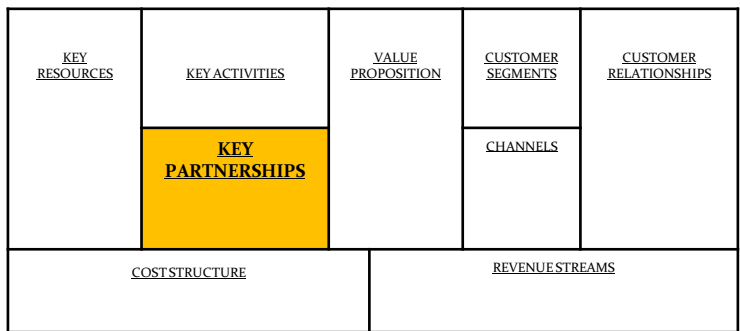 KEY
RESOURCES
KEY ACTIVITIES
KEY
PARTNERSHIPS
VALUE
PROPOSITION
CUSTOMER
SEGMENTS
CHANNELS
CUSTOMER
RELATIONSHIPS
COST STRUCTURE
REVENUE STREAMS